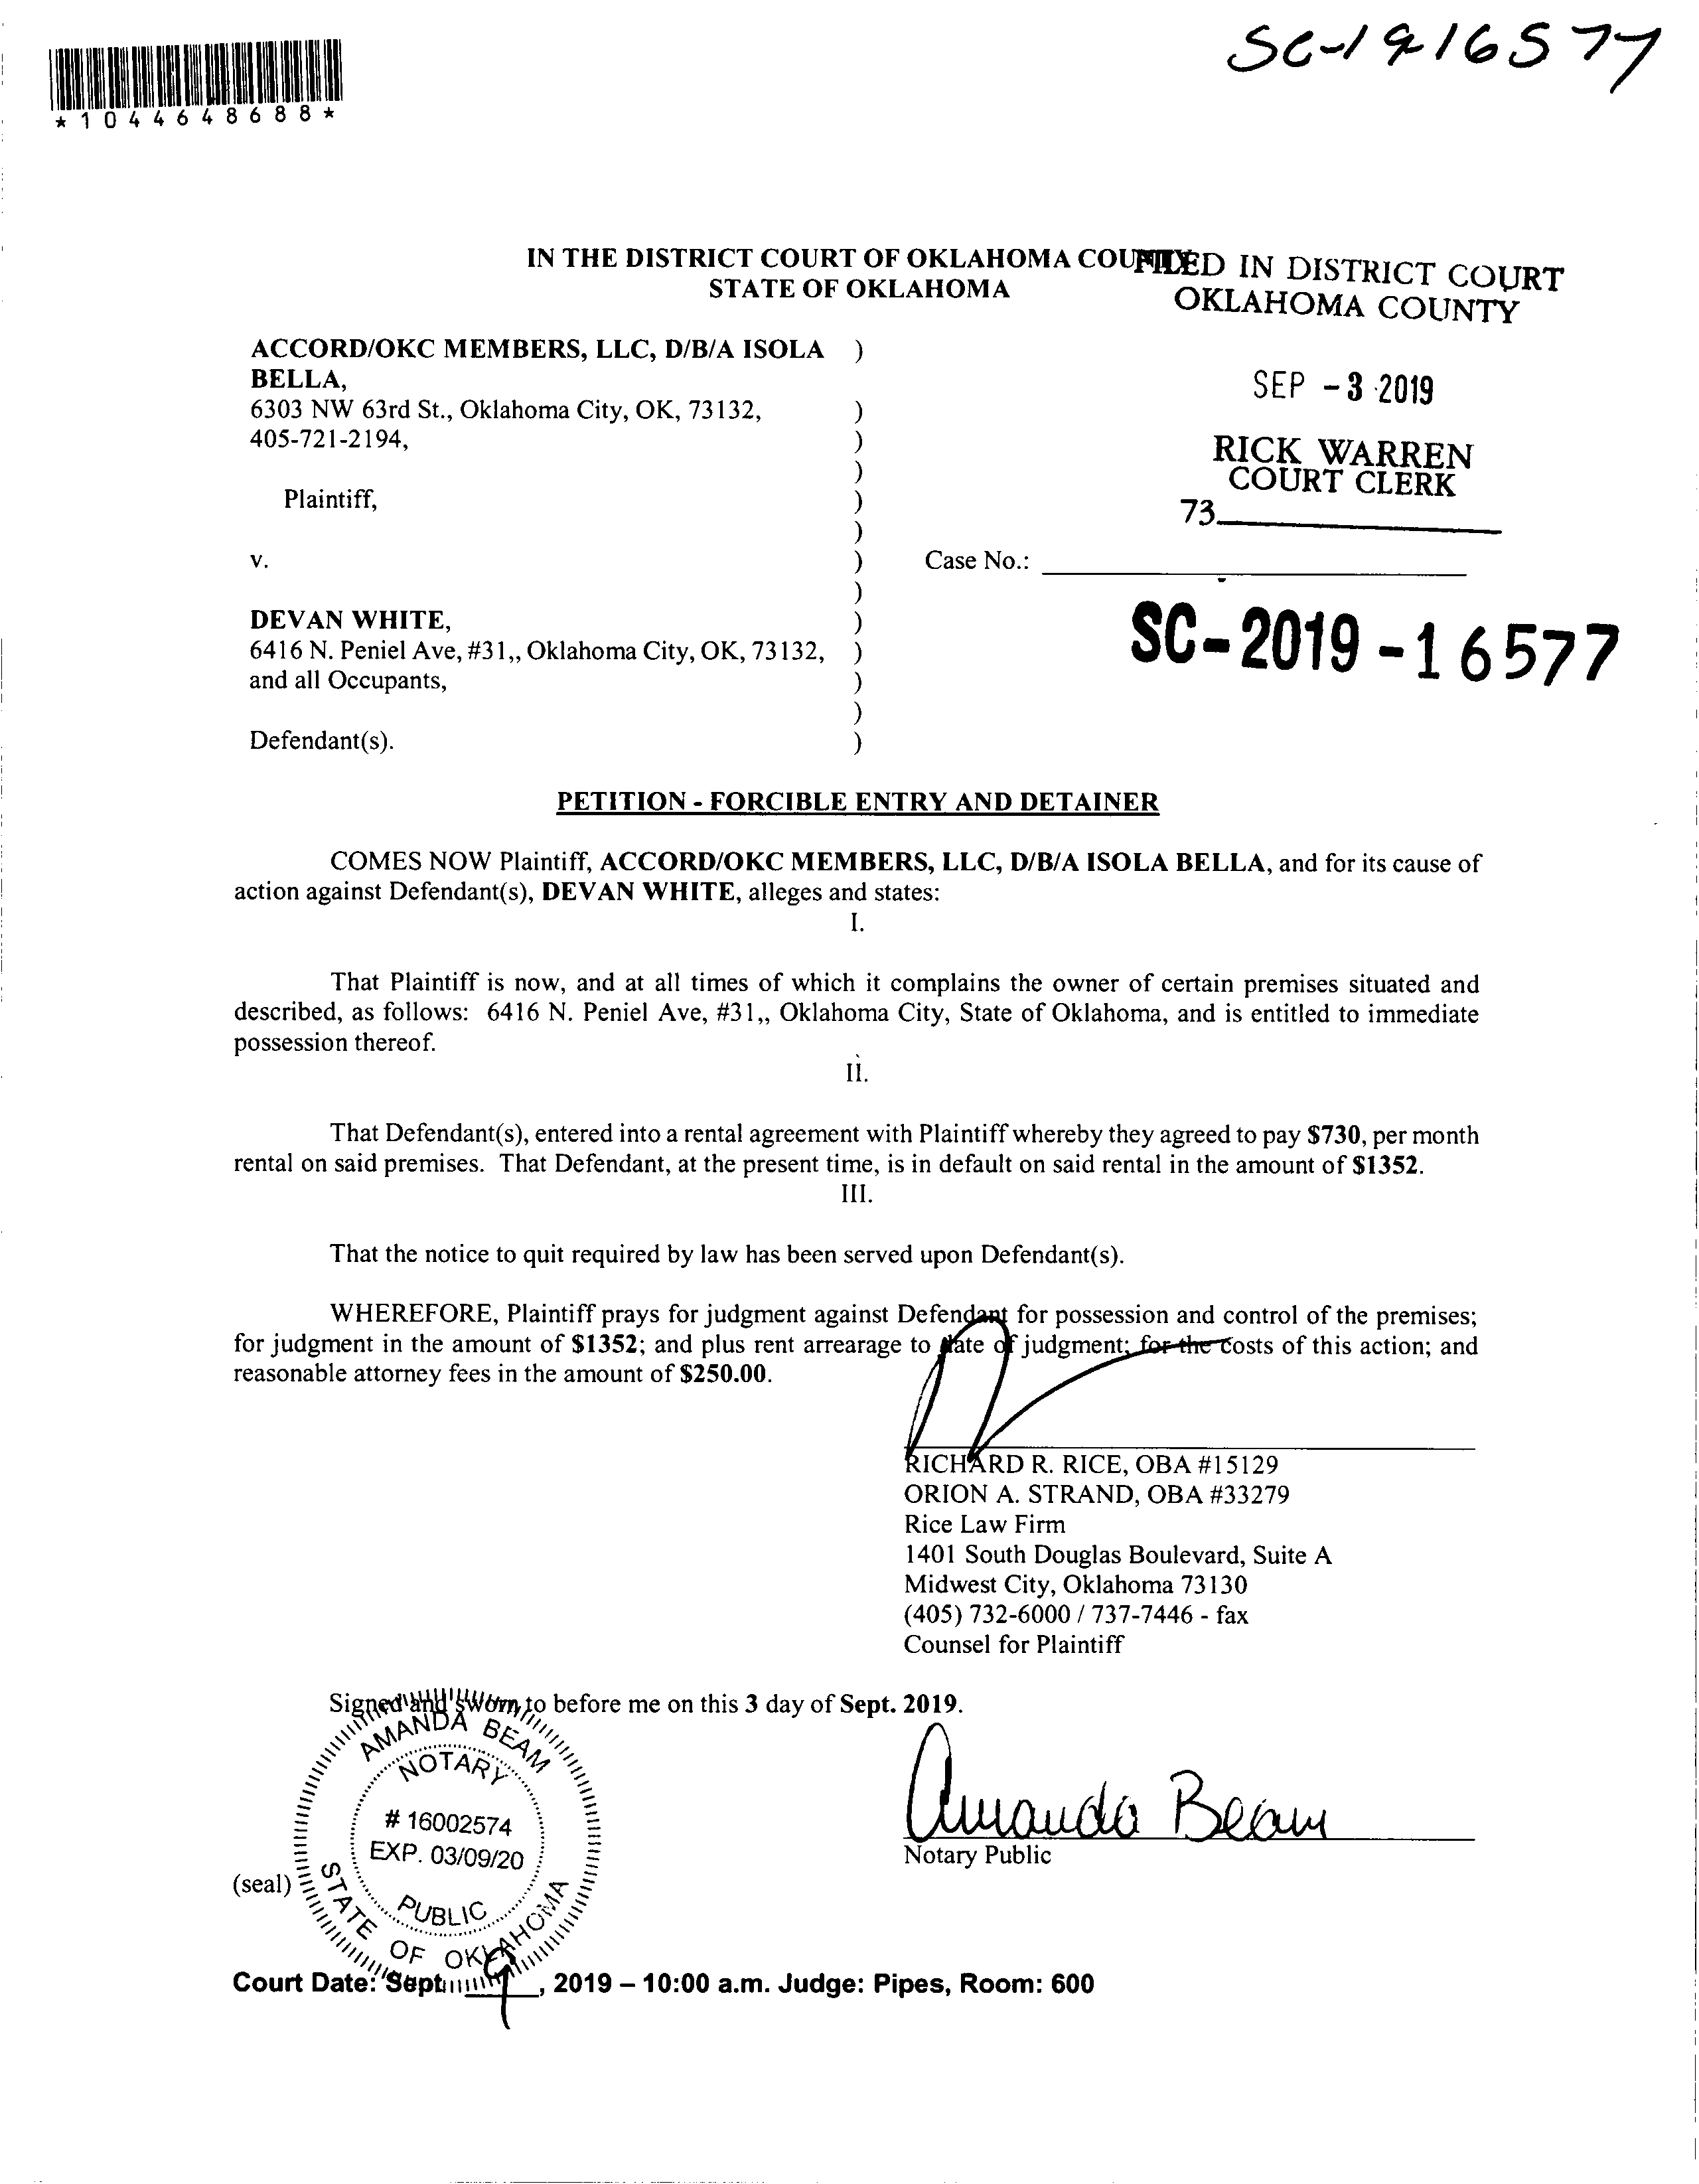 SC-1916577
*1044648688*
IN THE DISTRICT COURT OF OKLAHOMA COUNTY
STATE OF OKLAHOMA
FILED IN DISTRICT COURT
OKLAHOMA COUNTY
SEP -3 2019
RICK WARREN
COURT CLERK
73
ACCORD/OKC MEMBERS, LLC, D/B/A ISOLA )
BELLA,
6303 NW 63rd St., Oklahoma City, OK, 73132, )
405-721-2194, )
)
Plaintiff, )
)
v. ) Case No.:
)
DEVAN WHITE, )
6416 N. Peniel Ave, #31,, Oklahoma City, OK, 73132, )
and all Occupants, )
)
Defendant(s). )
SC-2019-16577
PETITION - FORCIBLE ENTRY AND DETAINER
COMES NOW Plaintiff, ACCORD/OKC MEMBERS, LLC, D/B/A ISOLA BELLA, and for its cause of
action against Defendant(s), DEVAN WHITE, alleges and states:
I.
That Plaintiff is now, and at all times of which it complains the owner of certain premises situated and
described, as follows: 6416 N. Peniel Ave, #31,, Oklahoma City, State of Oklahoma, and is entitled to immediate
possession thereof.
II.
That Defendant(s), entered into a rental agreement with Plaintiff whereby they agreed to pay $730, per month
rental on said premises. That Defendant, at the present time, is in default on said rental in the amount of $1352.
III.
That the notice to quit required by law has been served upon Defendant(s).
WHEREFORE, Plaintiff prays for judgment against Defendant for possession and control of the premises;
for judgment in the amount of $1352; and plus rent arrearage to date of judgment; for the costs of this action; and
reasonable attorney fees in the amount of $250.00.
RICHARD R. RICE, OBA #15129
ORION A. STRAND, OBA #33279
Rice Law Firm
1401 South Douglas Boulevard, Suite A
Midwest City, Oklahoma 73130
(405) 732-6000 / 737-7446 - fax
Counsel for Plaintiff
Signed and sworn to before me on this 3 day of Sept. 2019.
AMANDA BEAM
NOTARY
# 16002574
EXP. 03/09/20
PUBLIC
STATE OF OKLAHOMA
Amanda Beam
Notary Public
(seal)
Court Date: Sept. 9, 2019 – 10:00 a.m. Judge: Pipes, Room: 600